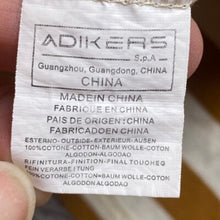 ADIKERS
S.p.A
Guangzhou, Guangdong, CHINA
CHINA
MADE IN CHINA
FABRIQUE EN CHINA
PAIS DE ORIGEN:CHINA
FABRICADO EN CHINA
ESTERNO-OUTSIDE-EXTERIEUR-AUSEN
100%COTONE-COTTON-BAUM WOLLE-COTON
ALGODON-ALGODAO
RIFINITURA-FINITION-FINAL TOUCHEQ
TEIN VERARBEITUNG
100%COTONE-COTTON-BAUM WOLLE-COTON
ALGODON-ALGODAO